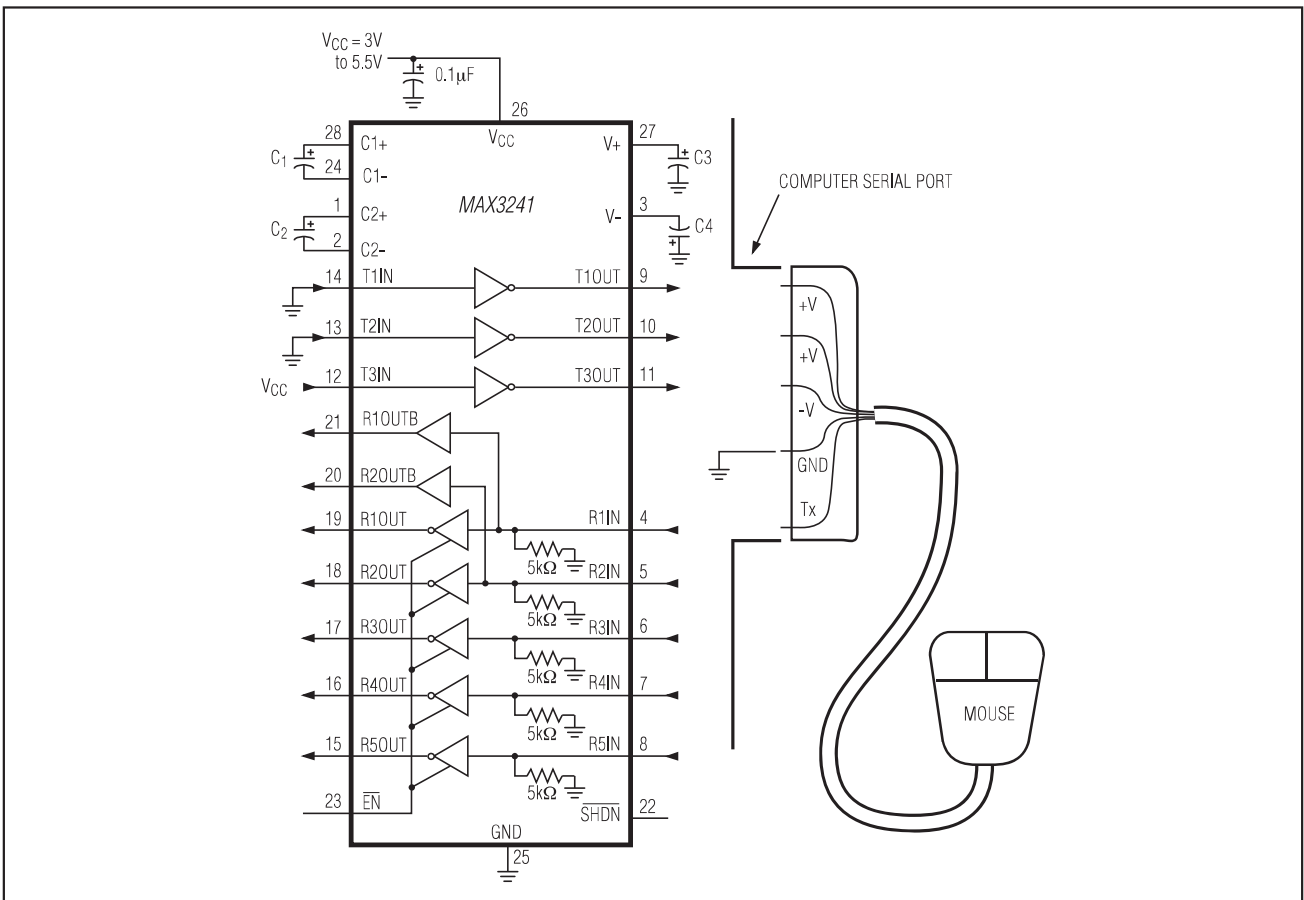 VCC = 3V
to 5.5V
0.1μF
26
VCC
28
C1+
C1
24
C1-
1
C2+
C2
2
C2-
MAX3241
V+
27
C3
V-
3
C4
14
T1IN
T1OUT
9
13
T2IN
T2OUT
10
VCC
12
T3IN
T3OUT
11
21
R1OUTB
20
R2OUTB
19
R1OUT
R1IN
4
5kΩ
18
R2OUT
R2IN
5
5kΩ
17
R3OUT
R3IN
6
5kΩ
16
R4OUT
R4IN
7
5kΩ
15
R5OUT
R5IN
8
5kΩ
23
EN
SHDN
22
GND
25
COMPUTER SERIAL PORT
+V
+V
-V
GND
Tx
MOUSE